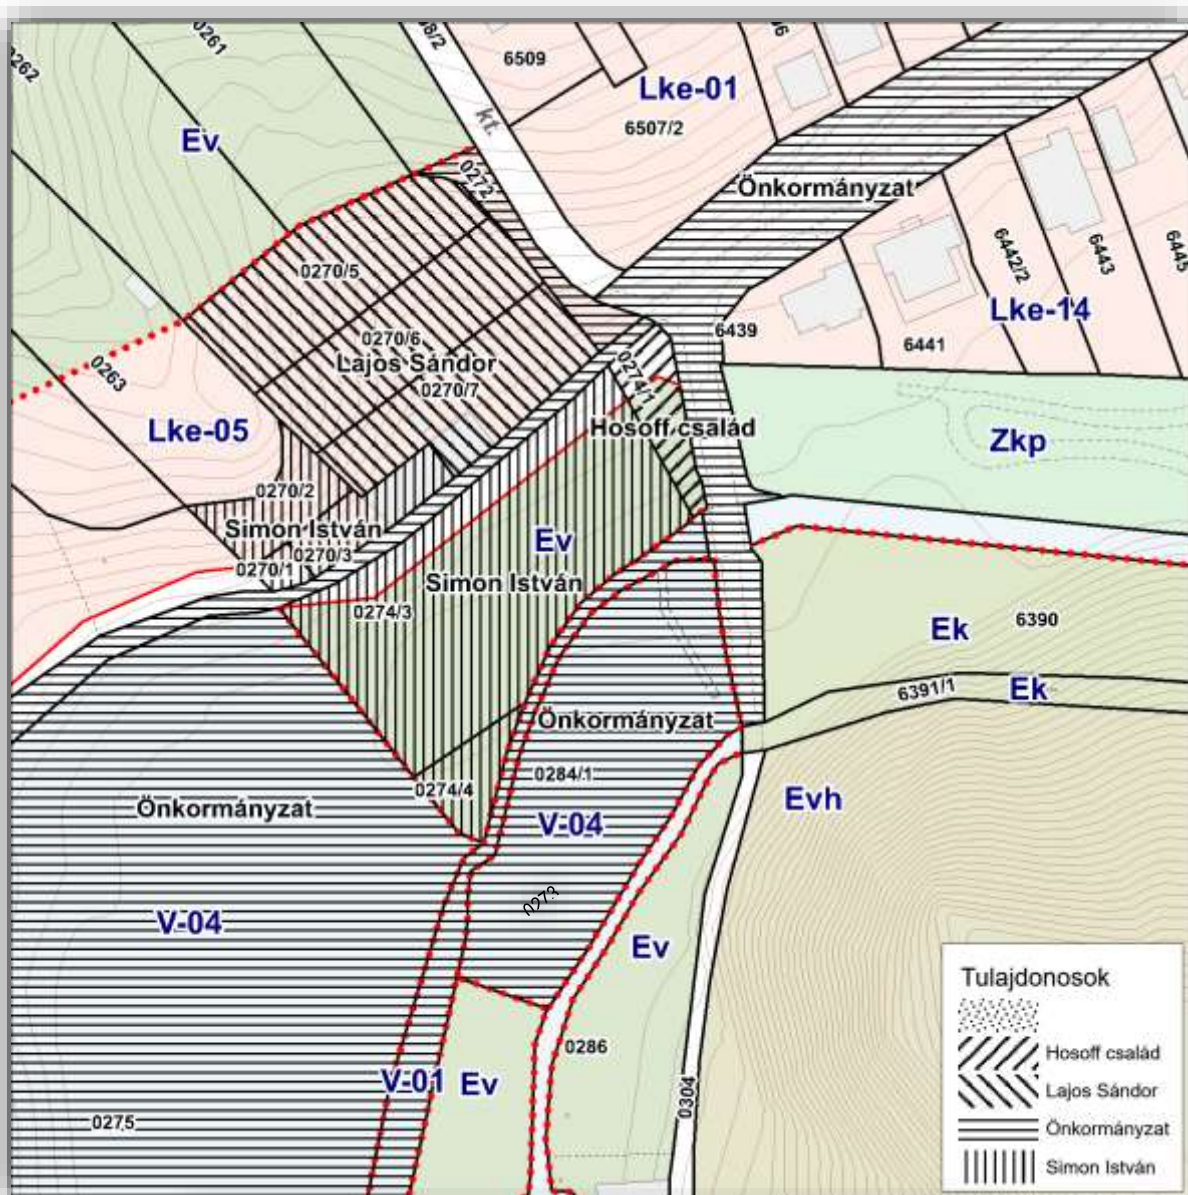 0261
8/2
0262
6509
Lke-01
6507/2
kt.
Ev
0272
Önkormányzat
6442/2
6443
6445
0270/5
Lke-14
6439
6441
0270/6
Lajos Sándor
0270/7
0274/1
0263
Lke-05
Hosoff család
Zkp
0270/2
Simon István
0270/3
0270/1
Ev
Simon István
0274/3
Ek
6390
6391/1
Ek
Önkormányzat
0284/1
0274/4
Önkormányzat
V-04
Evh
0273
V-04
Ev
0286
V-01
Ev
0304
0275
Tulajdonosok
Hosoff család
Lajos Sándor
Önkormányzat
Simon István